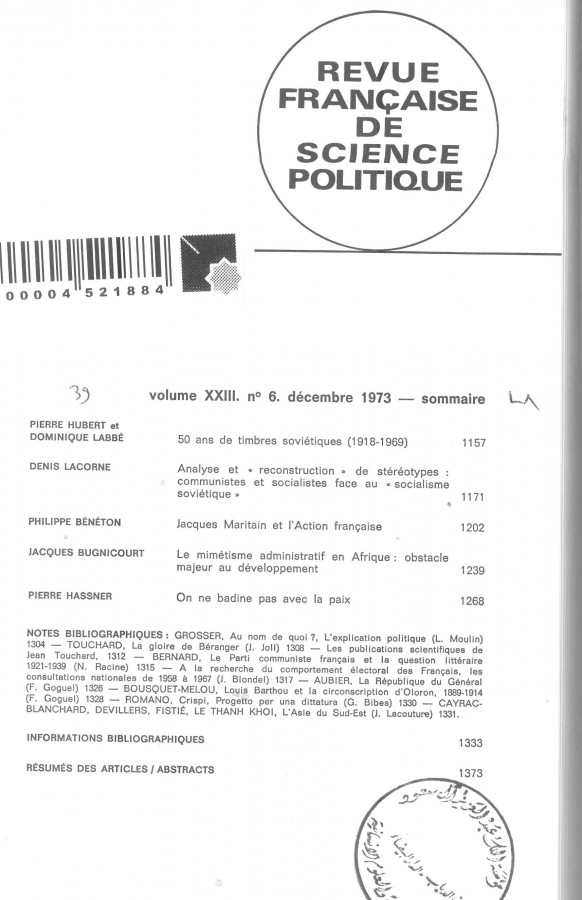 REVUE
FRANÇAISE
DE
SCIENCE
POLITIQUE
00004 521884
39
volume XXIII. nº 6. décembre 1973 — sommaire
PIERRE HUBERT et
DOMINIQUE LABBÉ 50 ans de timbres soviétiques (1918-1969) 1157
DENIS LACORNE Analyse et « reconstruction » de stéréotypes :
communistes et socialistes face au « socialisme
soviétique » 1171
PHILIPPE BÉNÉTON Jacques Maritain et l'Action française 1202
JACQUES BUGNICOURT Le mimétisme administratif en Afrique : obstacle
majeur au développement 1239
PIERRE HASSNER On ne badine pas avec la paix 1268
NOTES BIBLIOGRAPHIQUES : GROSSER, Au nom de quoi ?, L'explication politique (L. Moulin)
1304 — TOUCHARD, La gloire de Béranger (J. Joll) 1308 — Les publications scientifiques de
Jean Touchard, 1312 — BERNARD, Le Parti communiste français et la question littéraire
1921-1939 (N. Racine) 1315 — A la recherche du comportement électoral des Français, les
consultations nationales de 1958 à 1967 (J. Blondel) 1317 — AUBIER, La République du Général
(F. Goguel) 1326 — BOUSQUET-MELOU, Louis Barthou et la circonscription d'Oloron, 1889-1914
(F. Goguel) 1328 — ROMANO, Crispi, Progetto per una dittatura (G. Bibes) 1330 — CAYRAC-
BLANCHARD, DEVILLERS, FISTIÉ, LE THANH KHOI, L'Asie du Sud-Est (J. Lacouture) 1331.
INFORMATIONS BIBLIOGRAPHIQUES 1333
RÉSUMÉS DES ARTICLES / ABSTRACTS 1373
مؤسسة الملك عبد العزيز آل سعود